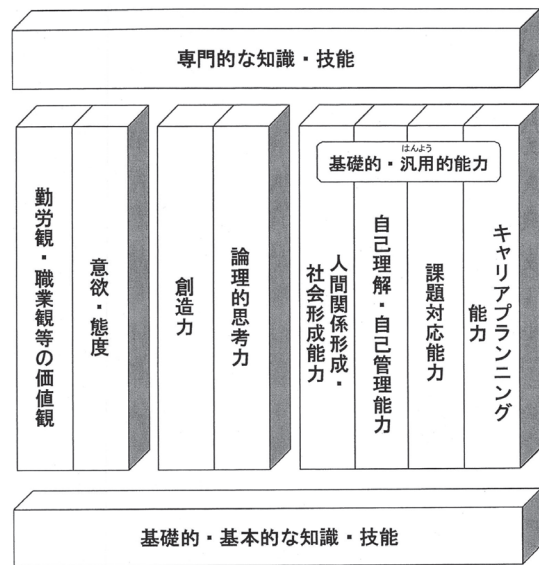 専門的な知識・技能
はんよう
基礎的・汎用的能力
勤労観・職業観等の価値観
意欲・態度
創造力
論理的思考力
人間関係形成・
社会形成能力
自己理解・自己管理能力
課題対応能力
キャリアプランニング
能力
基礎的・基本的な知識・技能